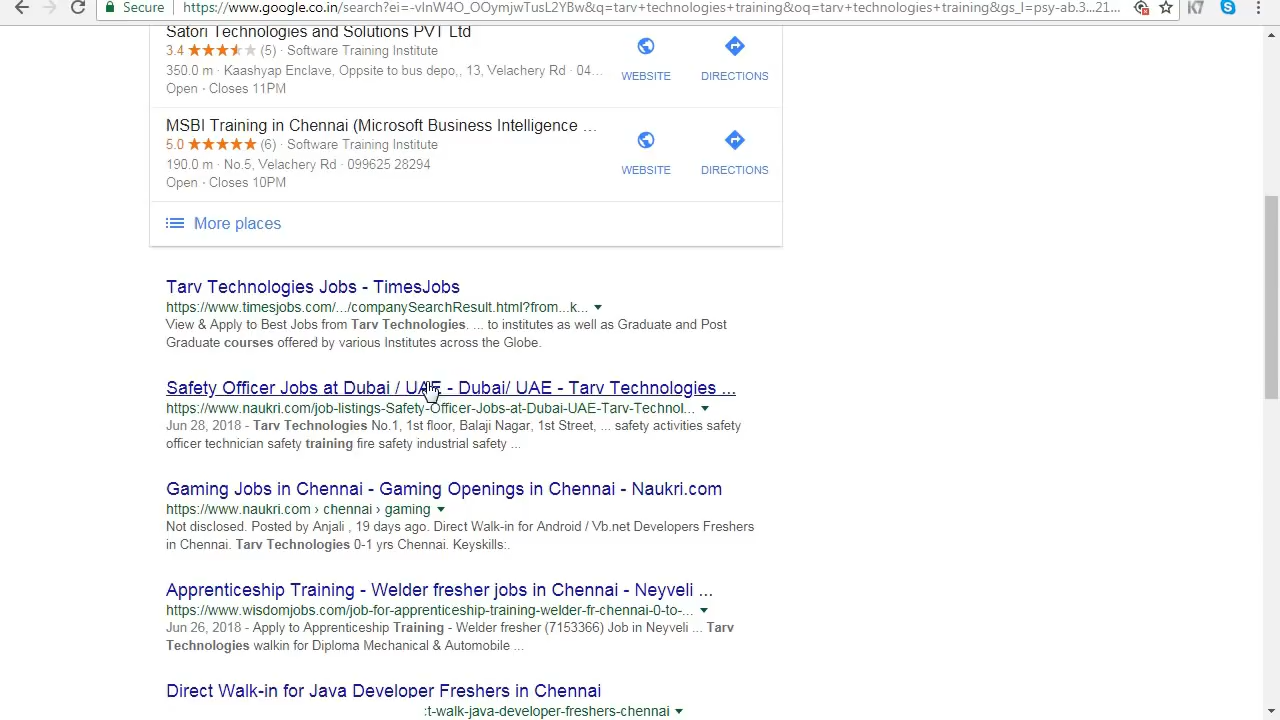 Secure https://www.google.co.in/search?ei=-vInW4O_OOymjwTusL2YBw&q=tarv+technologies+training&oq=tarv+technologies+training&gs_l=psy-ab.3...21...
Satori Technologies and Solutions PVT Ltd
3.4 ★★★★★ (5) · Software Training Institute
350.0 m · Kaashyap Enclave, Oppsite to bus depo,, 13, Velachery Rd · 04...
Open · Closes 11PM
WEBSITE DIRECTIONS
MSBI Training in Chennai (Microsoft Business Intelligence ...
5.0 ★★★★★ (6) · Software Training Institute
190.0 m · No.5, Velachery Rd · 099625 28294
Open · Closes 10PM
WEBSITE DIRECTIONS
More places
Tarv Technologies Jobs - TimesJobs
https://www.timesjobs.com/.../companySearchResult.html?from...k...
View & Apply to Best Jobs from Tarv Technologies. ... to institutes as well as Graduate and Post
Graduate courses offered by various Institutes across the Globe.
Safety Officer Jobs at Dubai / UAE - Dubai/ UAE - Tarv Technologies ...
https://www.naukri.com/job-listings-Safety-Officer-Jobs-at-Dubai-UAE-Tarv-Technol...
Jun 28, 2018 - Tarv Technologies No.1, 1st floor, Balaji Nagar, 1st Street, ... safety activities safety
officer technician safety training fire safety industrial safety ...
Gaming Jobs in Chennai - Gaming Openings in Chennai - Naukri.com
https://www.naukri.com › chennai › gaming
Not disclosed. Posted by Anjali , 19 days ago. Direct Walk-in for Android / Vb.net Developers Freshers
in Chennai. Tarv Technologies 0-1 yrs Chennai. Keyskills:.
Apprenticeship Training - Welder fresher jobs in Chennai - Neyveli ...
https://www.wisdomjobs.com/job-for-apprenticeship-training-welder-fr-chennai-0-to-...
Jun 26, 2018 - Apply to Apprenticeship Training - Welder fresher (7153366) Job in Neyveli ... Tarv
Technologies walkin for Diploma Mechanical & Automobile ...
Direct Walk-in for Java Developer Freshers in Chennai
:t-walk-java-developer-freshers-chennai